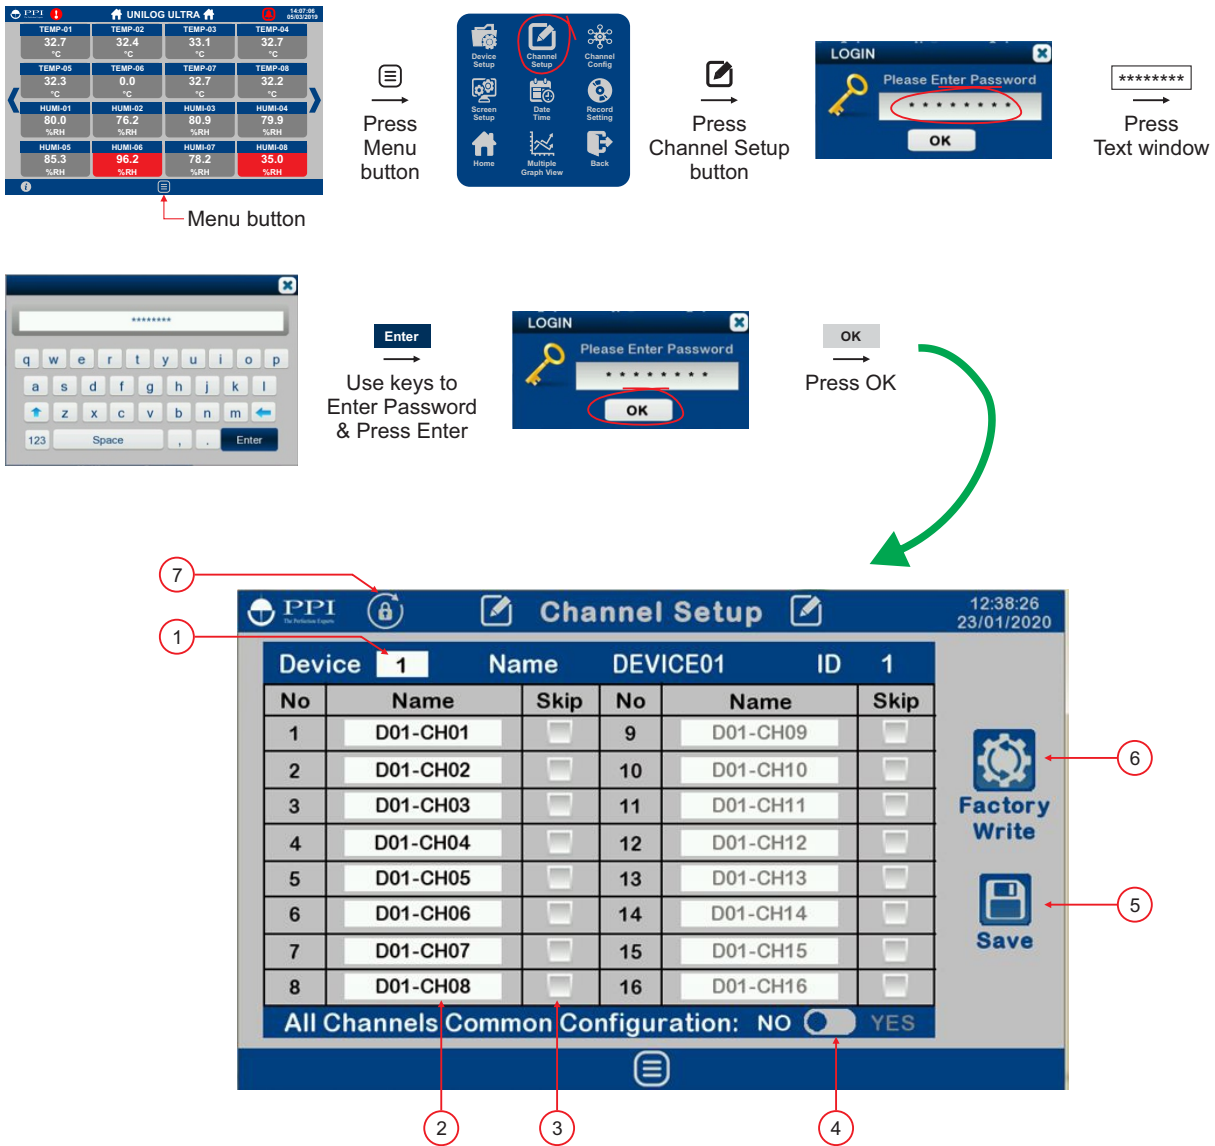 PPI
UNILOG ULTRA
14:07:06
05/03/2019
TEMP-01 TEMP-02 TEMP-03 TEMP-04
32.7 32.4 33.1 32.7
°C °C °C °C
TEMP-05 TEMP-06 TEMP-07 TEMP-08
32.3 0.0 32.7 32.2
°C °C °C °C
HUMI-01 HUMI-02 HUMI-03 HUMI-04
80.0 76.2 80.9 79.9
%RH %RH %RH %RH
HUMI-05 HUMI-06 HUMI-07 HUMI-08
85.3 96.2 78.2 35.0
%RH %RH %RH %RH
Menu button
Press
Menu
button
Device Setup
Channel Setup
Channel Config
Screen Setup
Date Time
Record Setting
Home
Multiple Graph View
Back
Press
Channel Setup
button
LOGIN
Please Enter Password
* * * * * * * *
OK
********
Press
Text window
********
q w e r t y u i o p
a s d f g h j k l
z x c v b n m
123 Space , . Enter
Enter
Use keys to
Enter Password
& Press Enter
LOGIN
Please Enter Password
* * * * * * * *
OK
OK
Press OK
7
1
PPI
The Perfection Experts
Channel Setup
12:38:26
23/01/2020
Device 1 Name DEVICE01 ID 1
No Name Skip No Name Skip
1 D01-CH01 9 D01-CH09
2 D01-CH02 10 D01-CH10
3 D01-CH03 11 D01-CH11
4 D01-CH04 12 D01-CH12
5 D01-CH05 13 D01-CH13
6 D01-CH06 14 D01-CH14
7 D01-CH07 15 D01-CH15
8 D01-CH08 16 D01-CH16
All Channels Common Configuration: NO YES
Factory
Write
Save
6
5
2
3
4